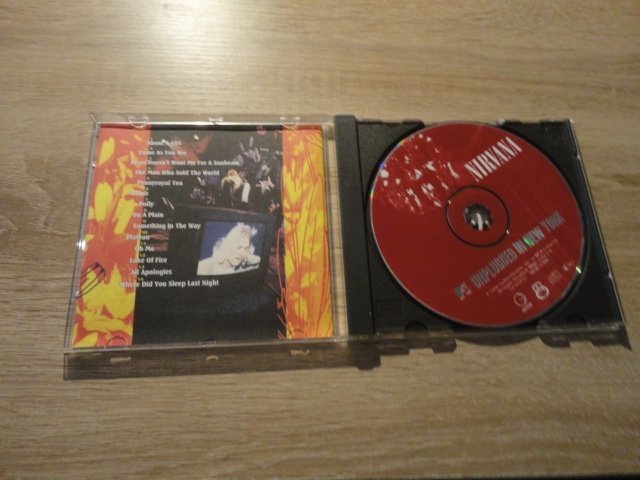 About A Girl
Come As You Are
Jesus Doesn't Want Me For A Sunbeam
The Man Who Sold The World
Pennyroyal Tea
Dumb
Polly
On A Plain
Something In The Way
Plateau
Oh Me
Lake Of Fire
All Apologies
Where Did You Sleep Last Night
NIRVANA
UNPLUGGED IN NEW YORK